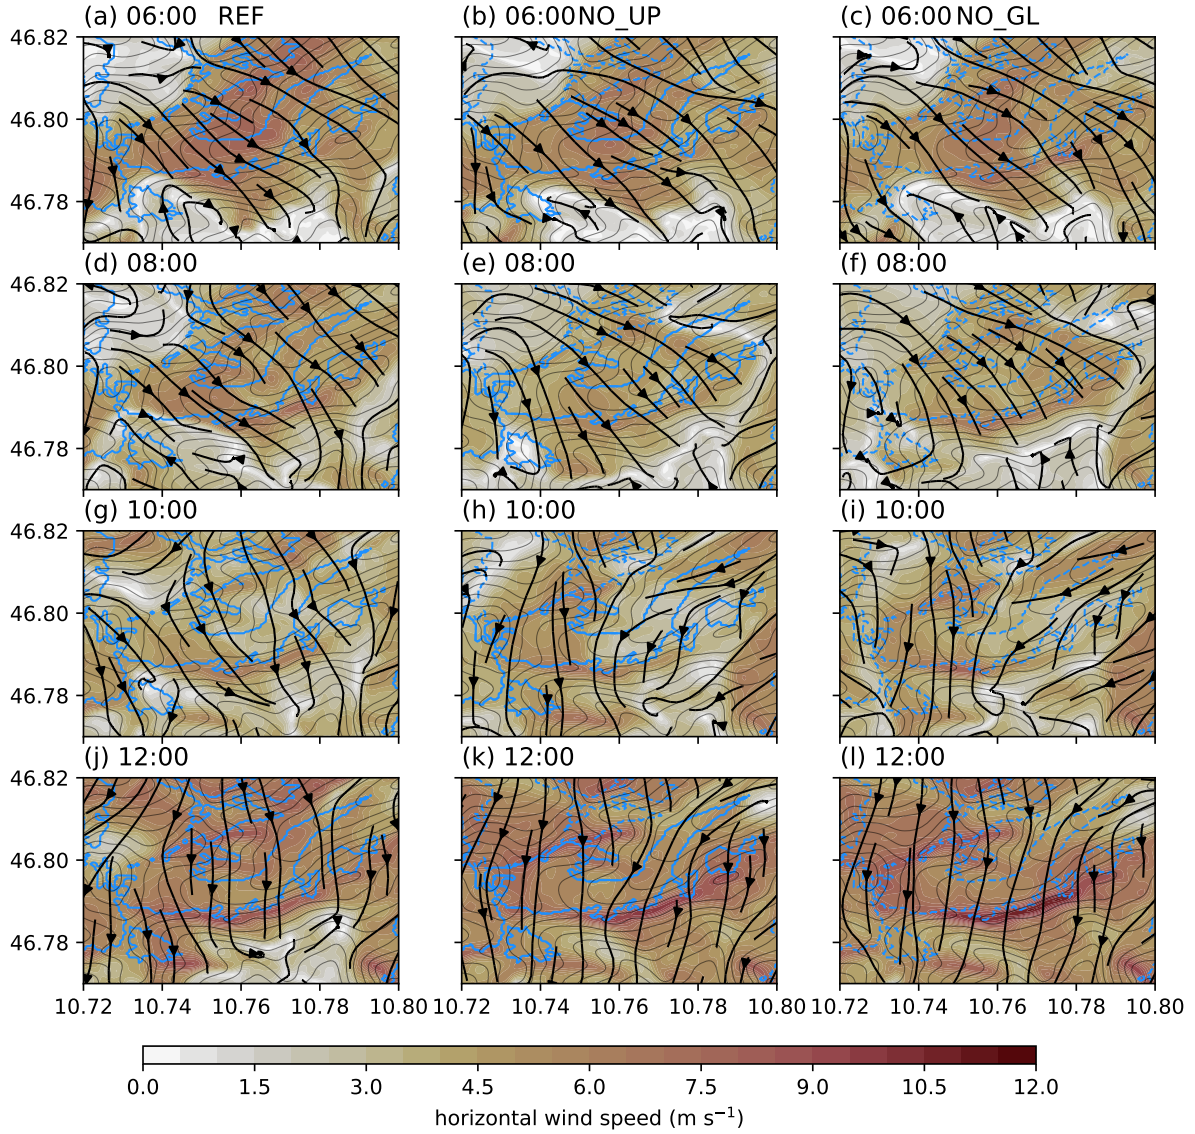 (a) 06:00 REF
(b) 06:00 NO_UP
(c) 06:00 NO_GL
46.82
46.80
46.78
(d) 08:00
(e) 08:00
(f) 08:00
46.82
46.80
46.78
(g) 10:00
(h) 10:00
(i) 10:00
46.82
46.80
46.78
(j) 12:00
(k) 12:00
(l) 12:00
46.82
46.80
46.78
10.72 10.74 10.76 10.78 10.80 10.72 10.74 10.76 10.78 10.80 10.72 10.74 10.76 10.78 10.80
0.0 1.5 3.0 4.5 6.0 7.5 9.0 10.5 12.0
horizontal wind speed (m s⁻¹)